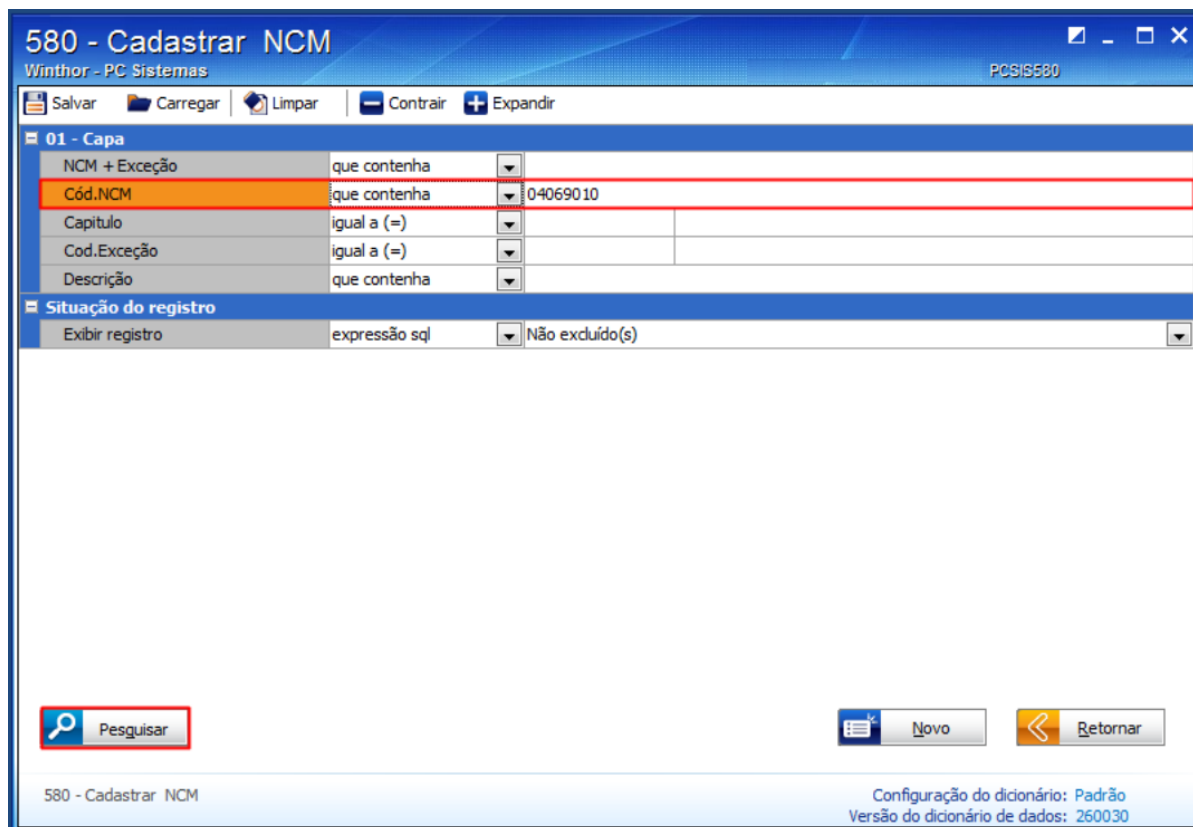 580 - Cadastrar NCM
Winthor - PC Sistemas
PCSIS580
Salvar Carregar Limpar Contrair Expandir
01 - Capa
NCM + Exceção que contenha
Cód.NCM que contenha 04069010
Capitulo igual a (=)
Cod.Exceção igual a (=)
Descrição que contenha
Situação do registro
Exibir registro expressão sql Não excluído(s)
Pesquisar Novo Retornar
580 - Cadastrar NCM Configuração do dicionário: Padrão
Versão do dicionário de dados: 260030